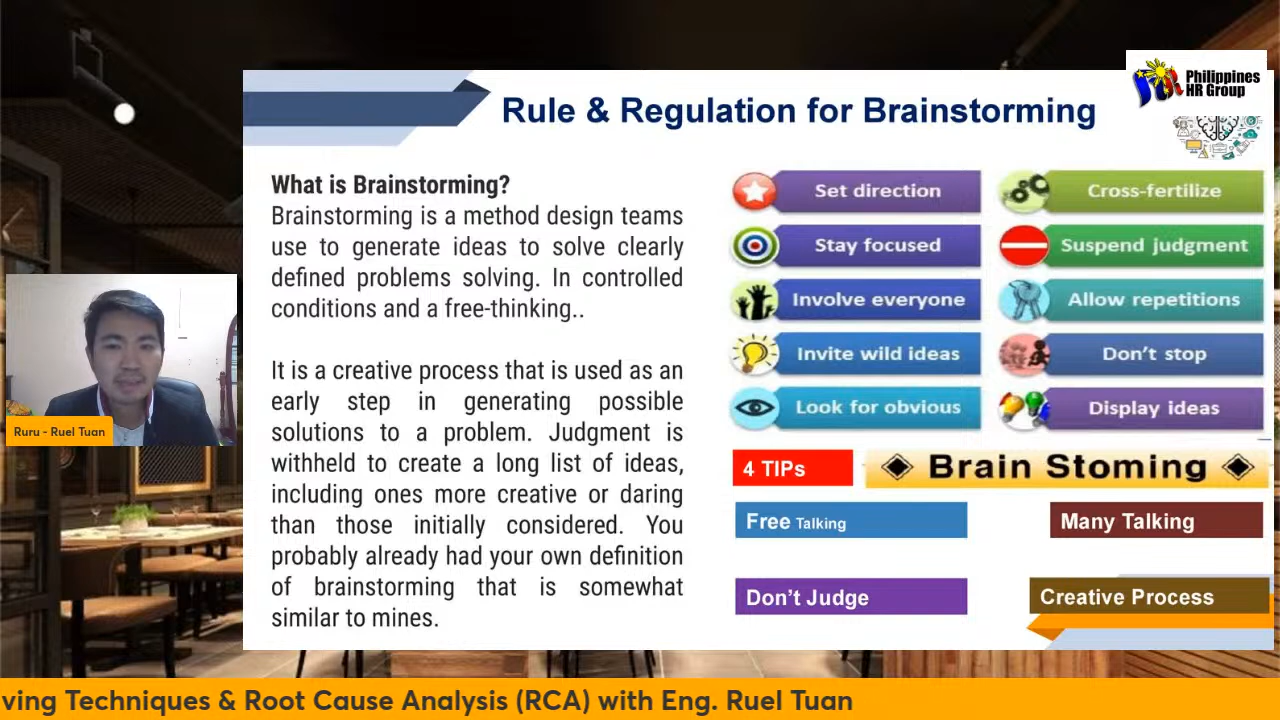 Philippines
HR Group
Rule & Regulation for Brainstorming
What is Brainstorming?
Brainstorming is a method design teams
use to generate ideas to solve clearly
defined problems solving. In controlled
conditions and a free-thinking..
It is a creative process that is used as an
early step in generating possible
solutions to a problem. Judgment is
withheld to create a long list of ideas,
including ones more creative or daring
than those initially considered. You
probably already had your own definition
of brainstorming that is somewhat
similar to mines.
Set direction
Cross-fertilize
Stay focused
Suspend judgment
Involve everyone
Allow repetitions
Invite wild ideas
Don't stop
Look for obvious
Display ideas
4 TIPs
Brain Stoming
Free Talking
Many Talking
Don't Judge
Creative Process
Ruru - Ruel Tuan
ving Techniques & Root Cause Analysis (RCA) with Eng. Ruel Tuan